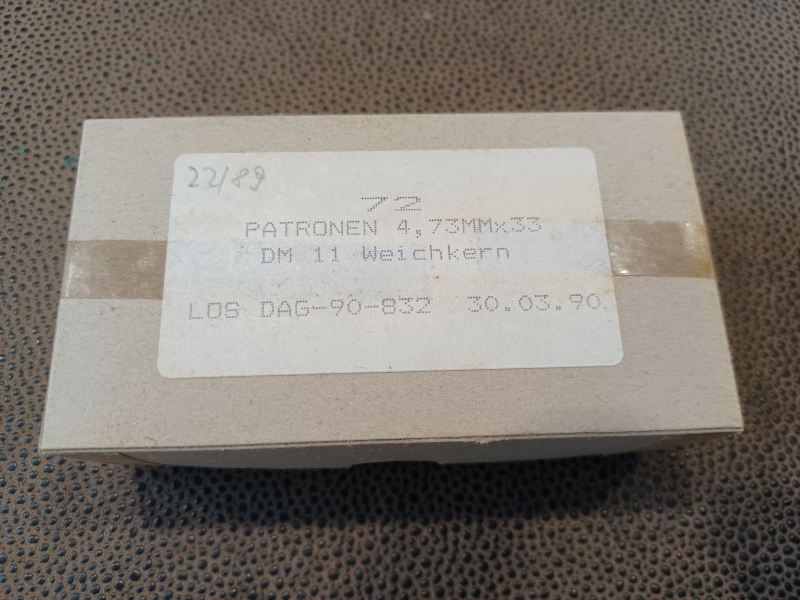 22/89
72
PATRONEN 4,73MMx33
DM 11 Weichkern
LOS DAG-90-832 30.03.90